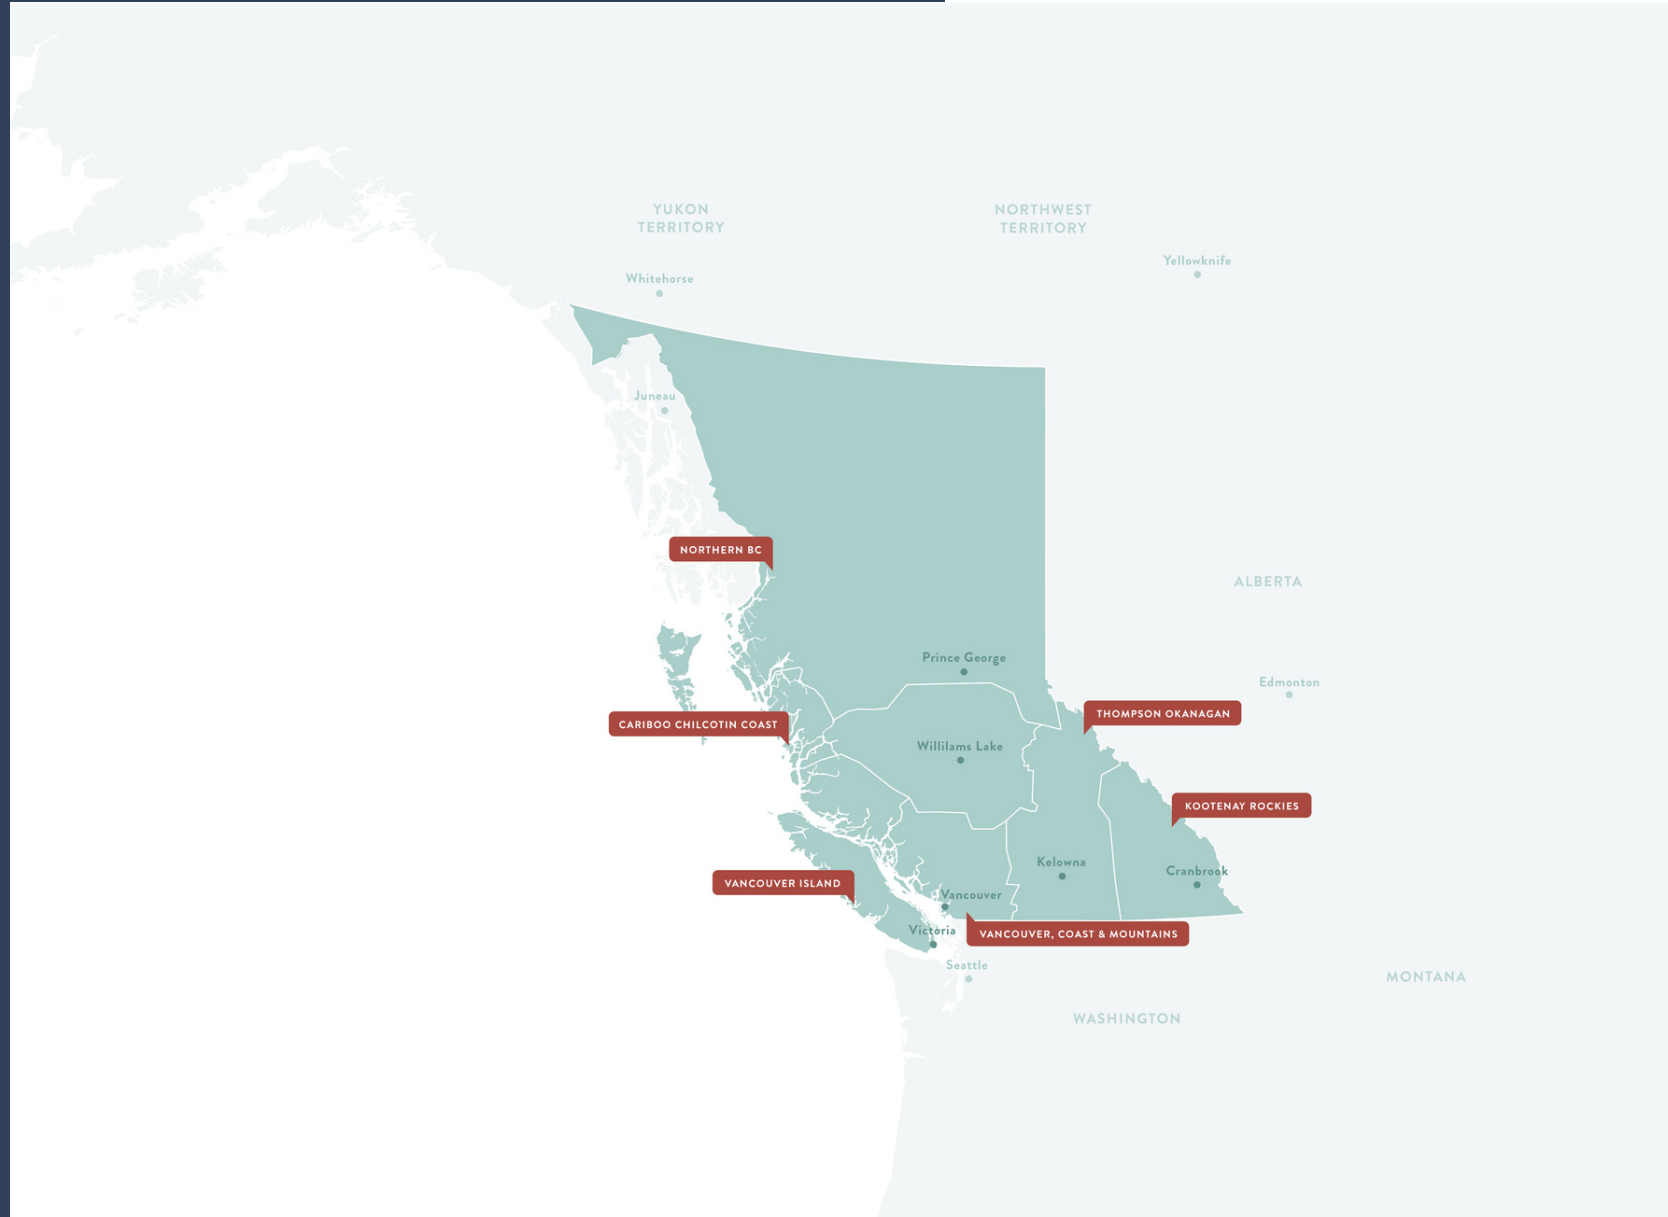 YUKON
TERRITORY
NORTHWEST
TERRITORY
Yellowknife
Whitehorse
Juneau
NORTHERN BC
ALBERTA
Prince George
Edmonton
THOMPSON OKANAGAN
CARIBOO CHILCOTIN COAST
Willilams Lake
KOOTENAY ROCKIES
Kelowna
Cranbrook
VANCOUVER ISLAND
Vancouver
Victoria
VANCOUVER, COAST & MOUNTAINS
Seattle
MONTANA
WASHINGTON